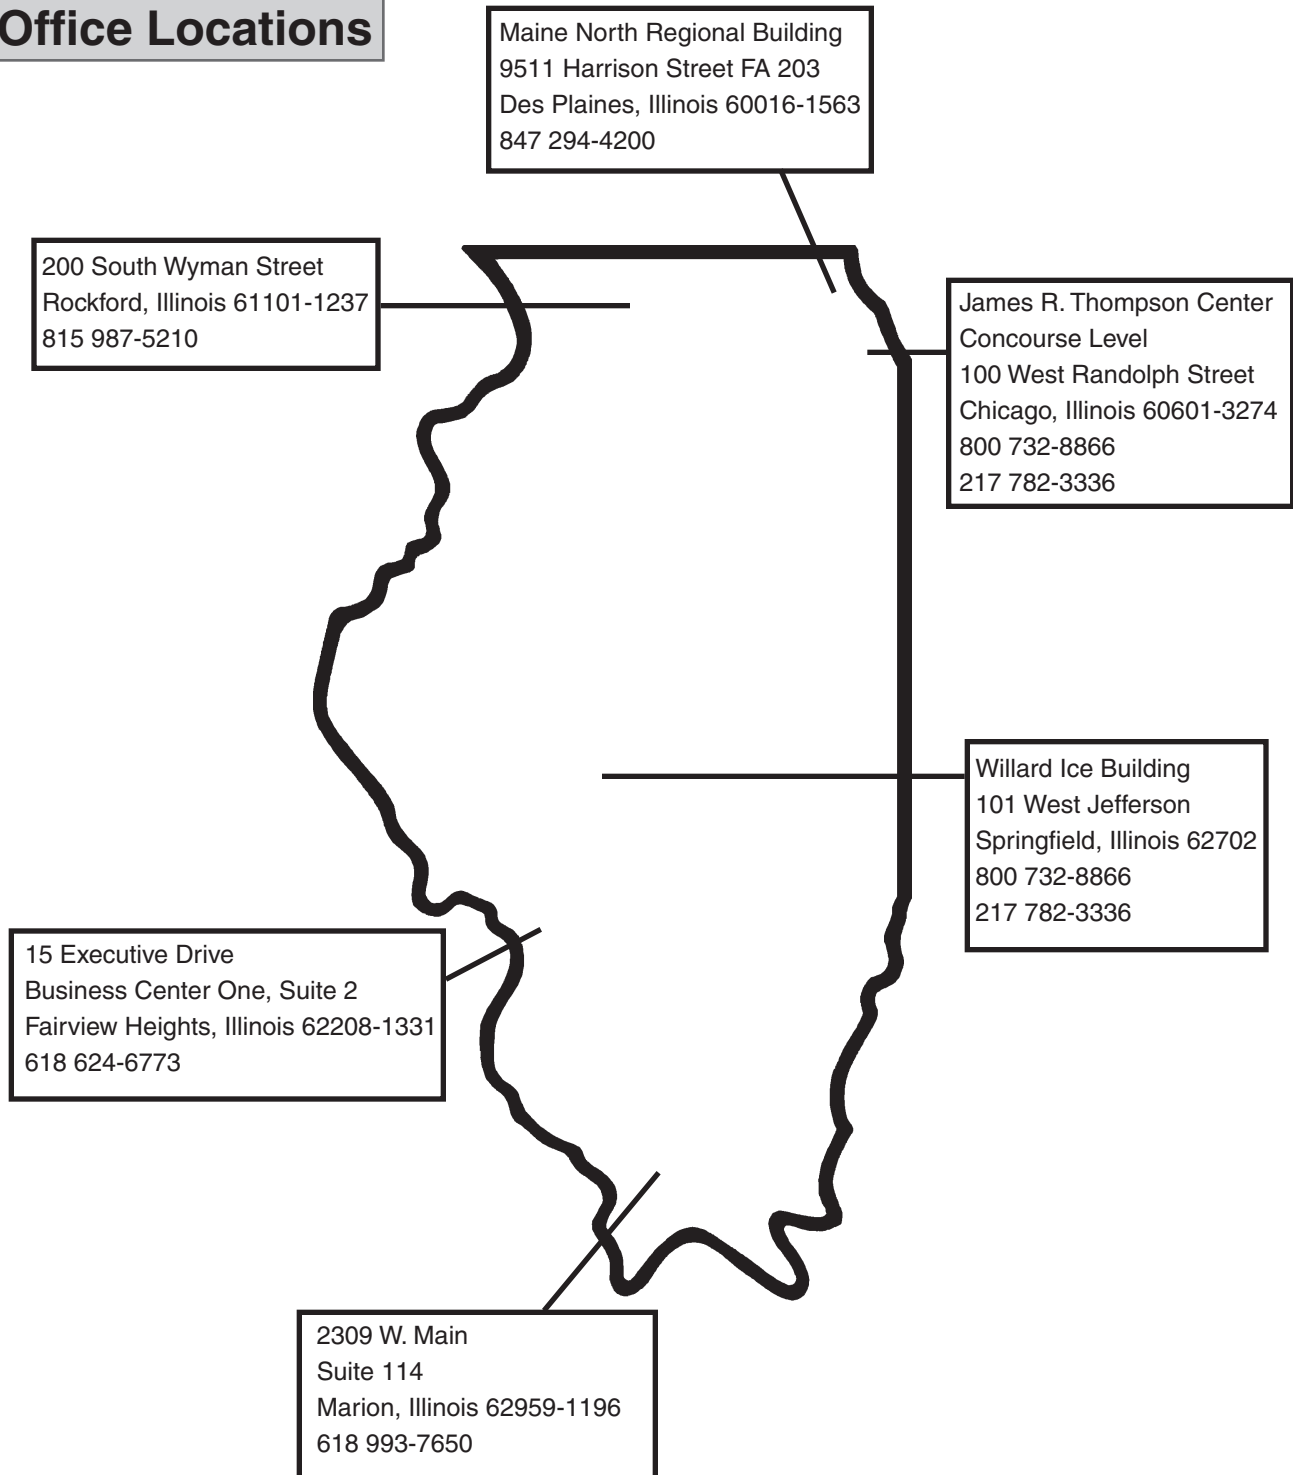 Office Locations
Maine North Regional Building
9511 Harrison Street FA 203
Des Plaines, Illinois 60016-1563
847 294-4200
200 South Wyman Street
Rockford, Illinois 61101-1237
815 987-5210
James R. Thompson Center
Concourse Level
100 West Randolph Street
Chicago, Illinois 60601-3274
800 732-8866
217 782-3336
Willard Ice Building
101 West Jefferson
Springfield, Illinois 62702
800 732-8866
217 782-3336
15 Executive Drive
Business Center One, Suite 2
Fairview Heights, Illinois 62208-1331
618 624-6773
2309 W. Main
Suite 114
Marion, Illinois 62959-1196
618 993-7650